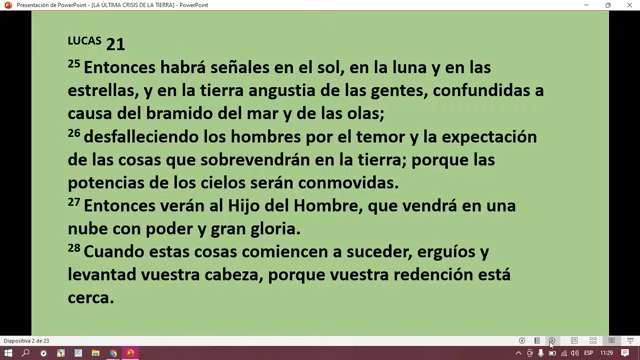 Presentación de PowerPoint - [LA ÚLTIMA CRISIS DE LA TIERRA] - PowerPoint
LUCAS 21
25 Entonces habrá señales en el sol, en la luna y en las
estrellas, y en la tierra angustia de las gentes, confundidas a
causa del bramido del mar y de las olas;
26 desfalleciendo los hombres por el temor y la expectación
de las cosas que sobrevendrán en la tierra; porque las
potencias de los cielos serán conmovidas.
27 Entonces verán al Hijo del Hombre, que vendrá en una
nube con poder y gran gloria.
28 Cuando estas cosas comiencen a suceder, erguíos y
levantad vuestra cabeza, porque vuestra redención está
cerca.
Diapositiva 2 de 23
ESP 11:29